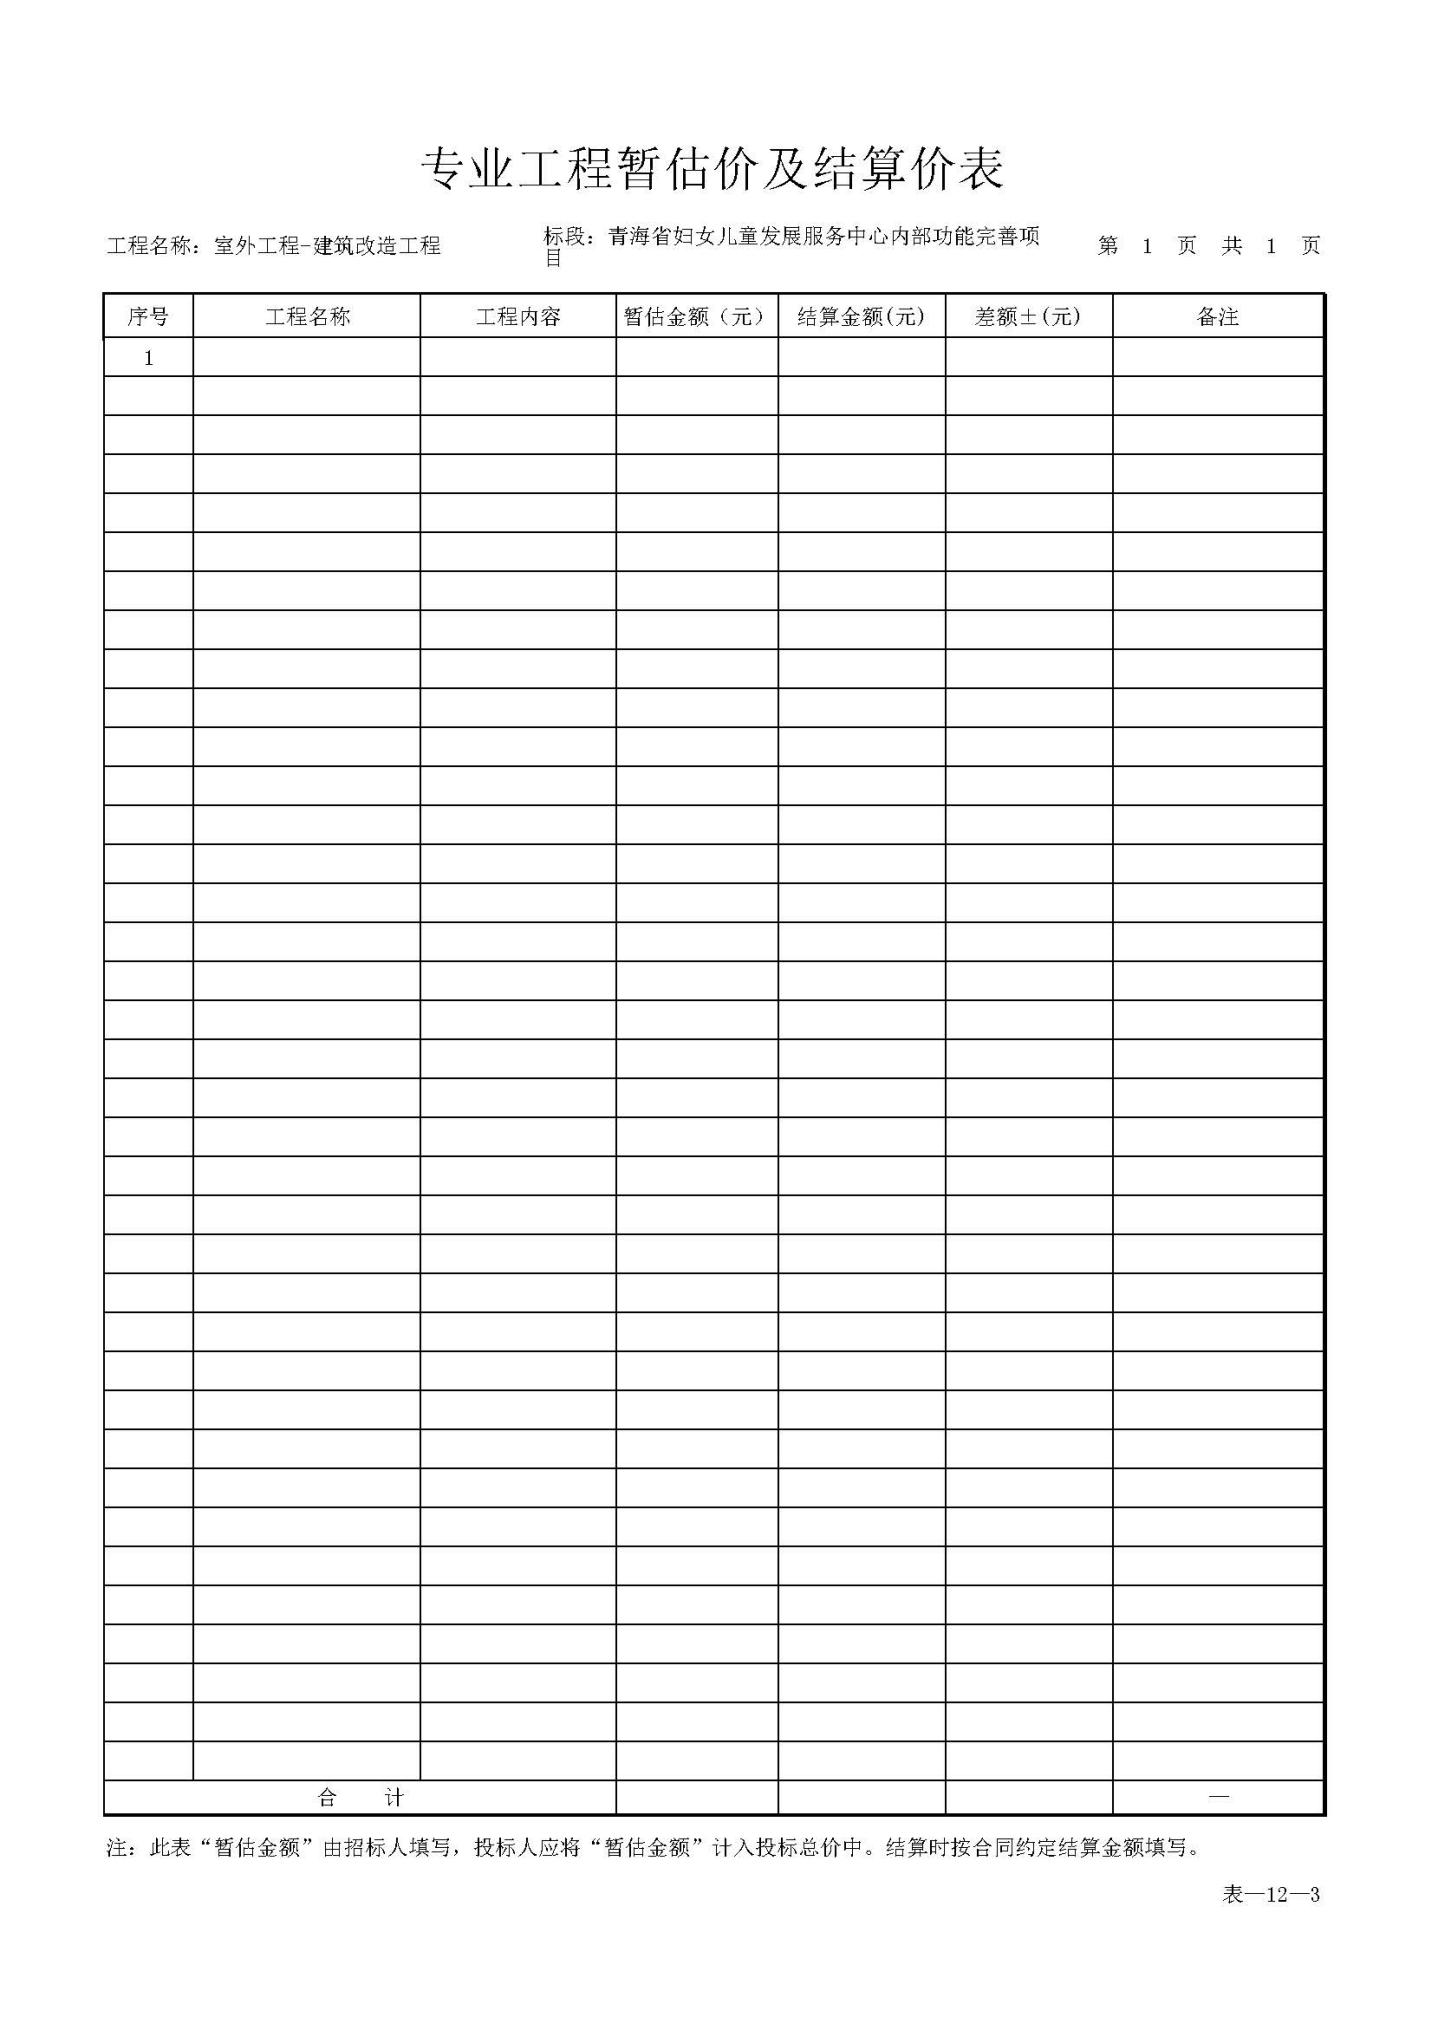 专业工程暂估价及结算价表
工程名称：室外工程-建筑改造工程
标段：青海省妇女儿童发展服务中心内部功能完善项
目
第 1 页 共 1 页
序号 工程名称 工程内容 暂估金额（元） 结算金额(元) 差额±(元) 备注
1
合 计 —
注：此表“暂估金额”由招标人填写，投标人应将“暂估金额”计入投标总价中。结算时按合同约定结算金额填写。
表—12—3